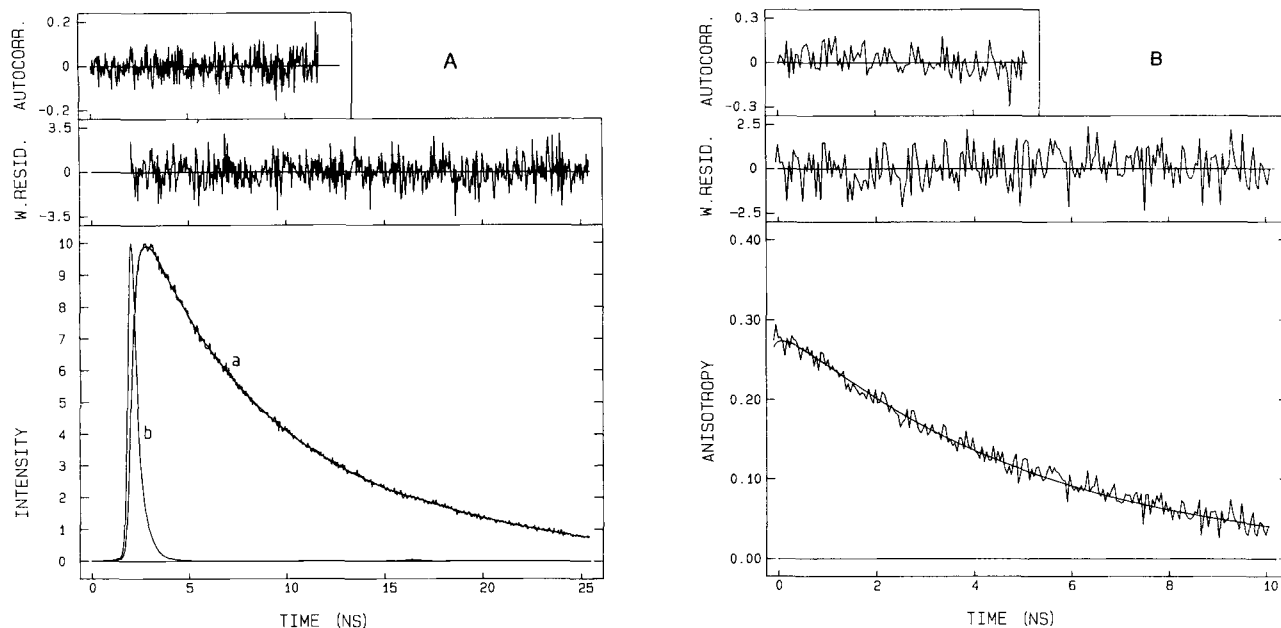 AUTOCORR.
0.2
0
-0.2
A
W.RESID.
3.5
0
-3.5
INTENSITY
10
9
8
7
6
5
4
3
2
1
0
a
b
0 5 10 15 20 25
TIME (NS)
AUTOCORR.
0.3
0
-0.3
B
W.RESID.
2.5
0
-2.5
ANISOTROPY
0.40
0.30
0.20
0.10
0.00
0 2 4 6 8 10
TIME (NS)